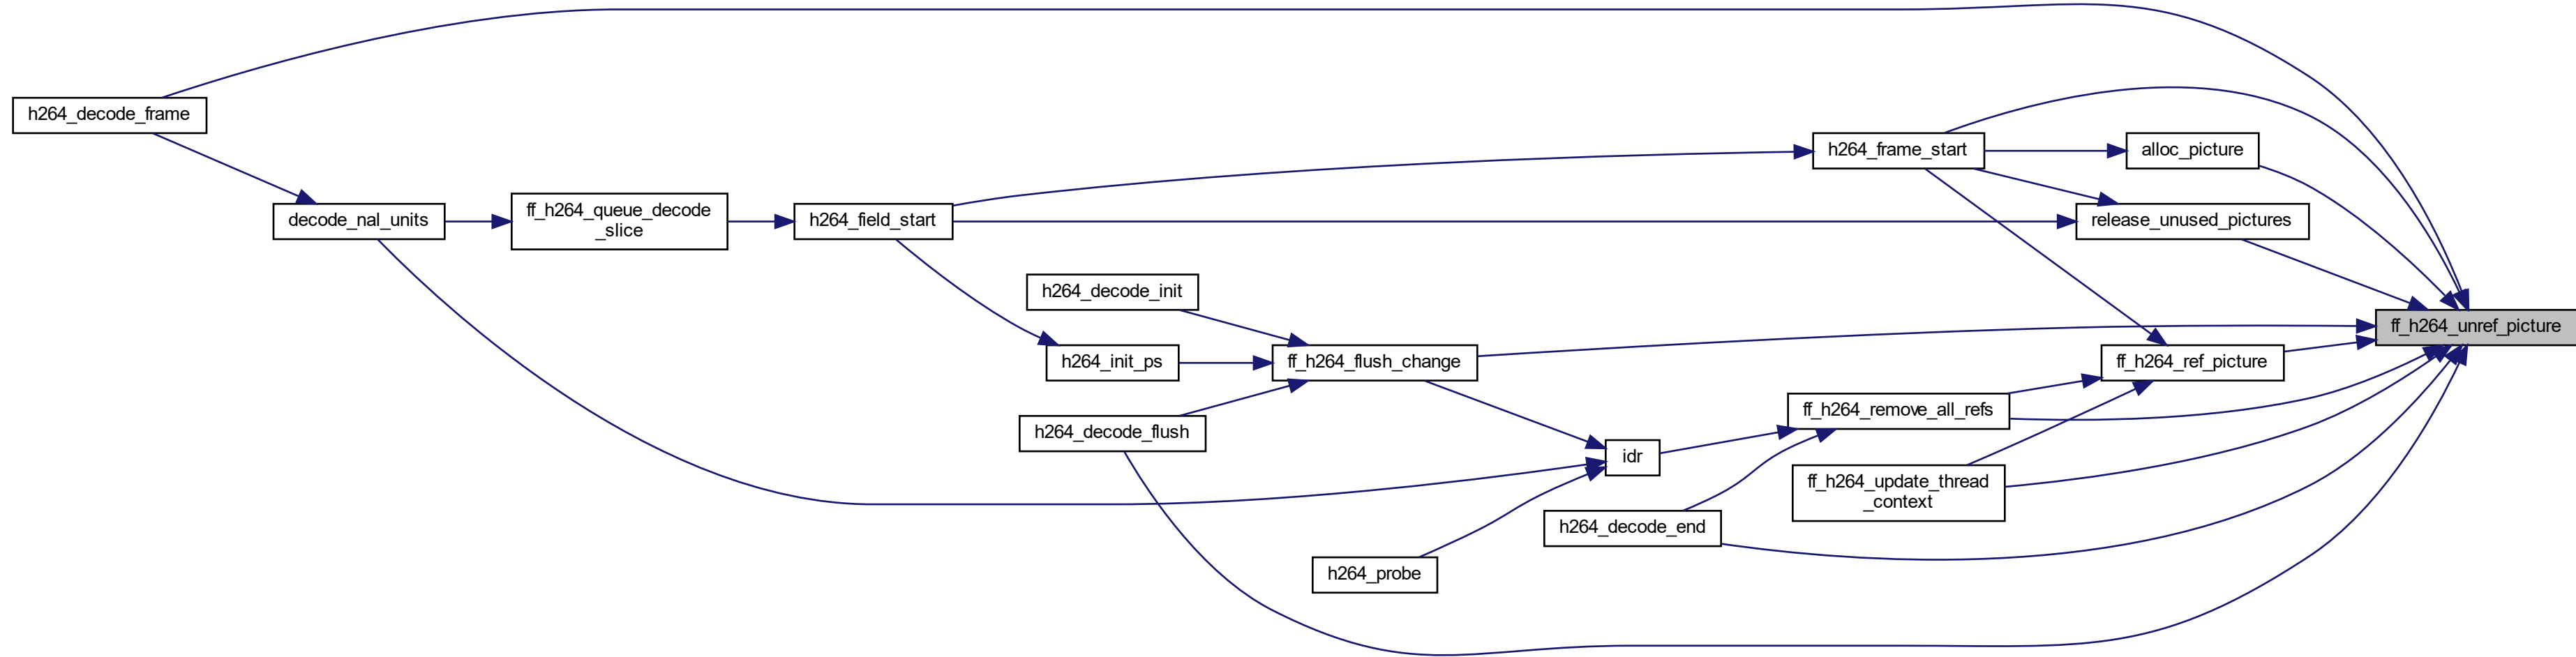 h264_decode_frame
h264_frame_start
alloc_picture
decode_nal_units
ff_h264_queue_decode
_slice
h264_field_start
release_unused_pictures
h264_decode_init
ff_h264_unref_picture
h264_init_ps
ff_h264_flush_change
ff_h264_ref_picture
h264_decode_flush
ff_h264_remove_all_refs
idr
ff_h264_update_thread
_context
h264_decode_end
h264_probe